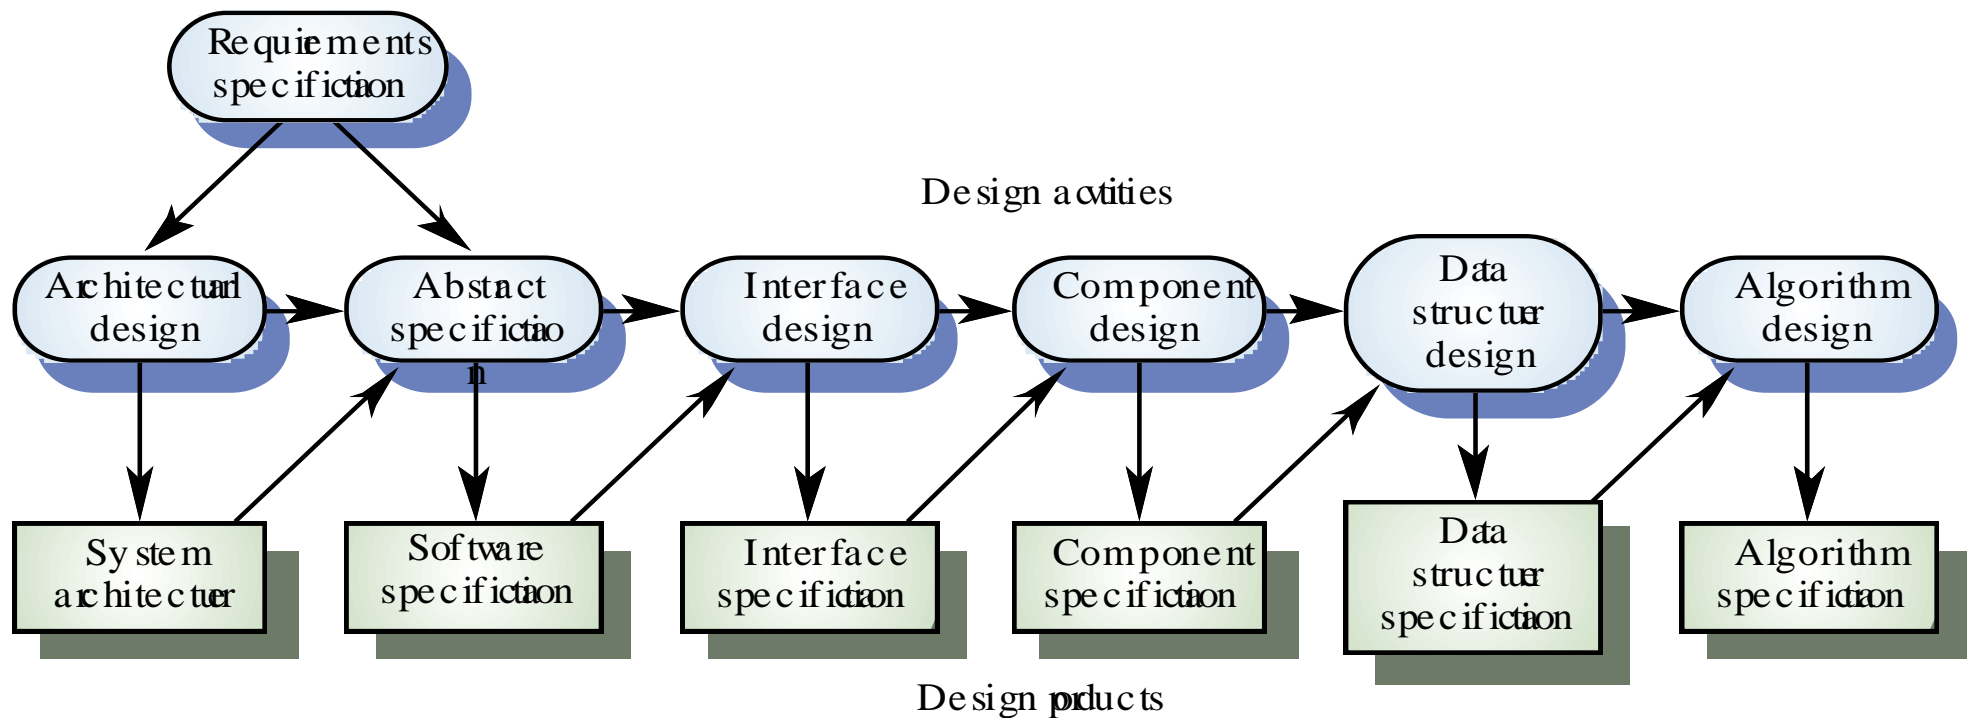 Requirements
specification
Design activities
Architectural
design
Abstract
specificatio
n
Interface
design
Component
design
Data
structure
design
Algorithm
design
System
architecture
Software
specification
Interface
specification
Component
specification
Data
structure
specification
Algorithm
specification
Design products